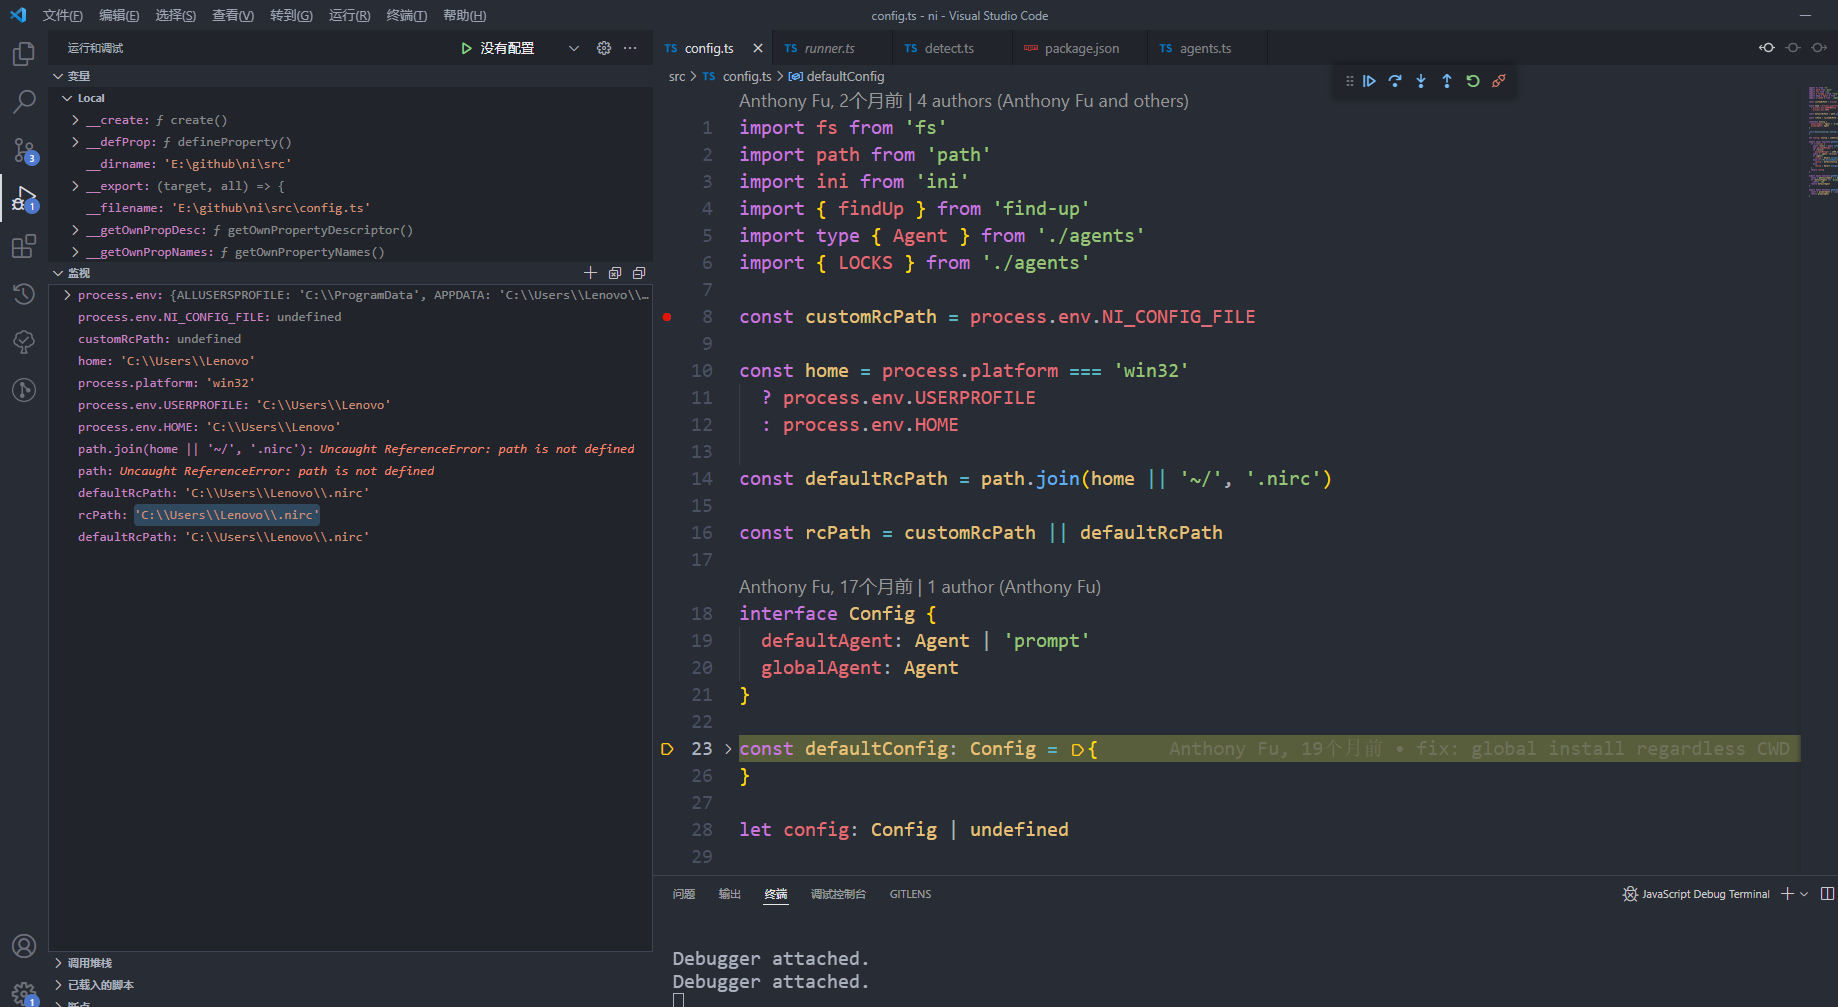 文件(F) 编辑(E) 选择(S) 查看(V) 转到(G) 运行(R) 终端(T) 帮助(H)
config.ts - ni - Visual Studio Code
运行和调试
没有配置
TS config.ts
TS runner.ts
TS detect.ts
package.json
TS agents.ts
变量
Local
__create: ƒ create()
__defProp: ƒ defineProperty()
__dirname: 'E:\github\ni\src'
__export: (target, all) => {
__filename: 'E:\github\ni\src\config.ts'
__getOwnPropDesc: ƒ getOwnPropertyDescriptor()
__getOwnPropNames: ƒ getOwnPropertyNames()
监视
process.env: {ALLUSERSPROFILE: 'C:\\ProgramData', APPDATA: 'C:\\Users\\Lenovo\\…
process.env.NI_CONFIG_FILE: undefined
customRcPath: undefined
home: 'C:\\Users\\Lenovo'
process.platform: 'win32'
process.env.USERPROFILE: 'C:\\Users\\Lenovo'
process.env.HOME: 'C:\\Users\\Lenovo'
path.join(home || '~/', '.nirc'): Uncaught ReferenceError: path is not defined
path: Uncaught ReferenceError: path is not defined
defaultRcPath: 'C:\\Users\\Lenovo\\.nirc'
rcPath: 'C:\\Users\\Lenovo\\.nirc'
defaultRcPath: 'C:\\Users\\Lenovo\\.nirc'
调用堆栈
已载入的脚本
断点
3
1
1
src > TS config.ts > defaultConfig
Anthony Fu, 2个月前 | 4 authors (Anthony Fu and others)
1 import fs from 'fs'
2 import path from 'path'
3 import ini from 'ini'
4 import { findUp } from 'find-up'
5 import type { Agent } from './agents'
6 import { LOCKS } from './agents'
7
8 const customRcPath = process.env.NI_CONFIG_FILE
9
10 const home = process.platform === 'win32'
11 ? process.env.USERPROFILE
12 : process.env.HOME
13
14 const defaultRcPath = path.join(home || '~/', '.nirc')
15
16 const rcPath = customRcPath || defaultRcPath
17
Anthony Fu, 17个月前 | 1 author (Anthony Fu)
18 interface Config {
19 defaultAgent: Agent | 'prompt'
20 globalAgent: Agent
21 }
22
23 const defaultConfig: Config = { Anthony Fu, 19个月前 • fix: global install regardless CWD
26 }
27
28 let config: Config | undefined
29
问题 输出 终端 调试控制台 GITLENS
JavaScript Debug Terminal
Debugger attached.
Debugger attached.